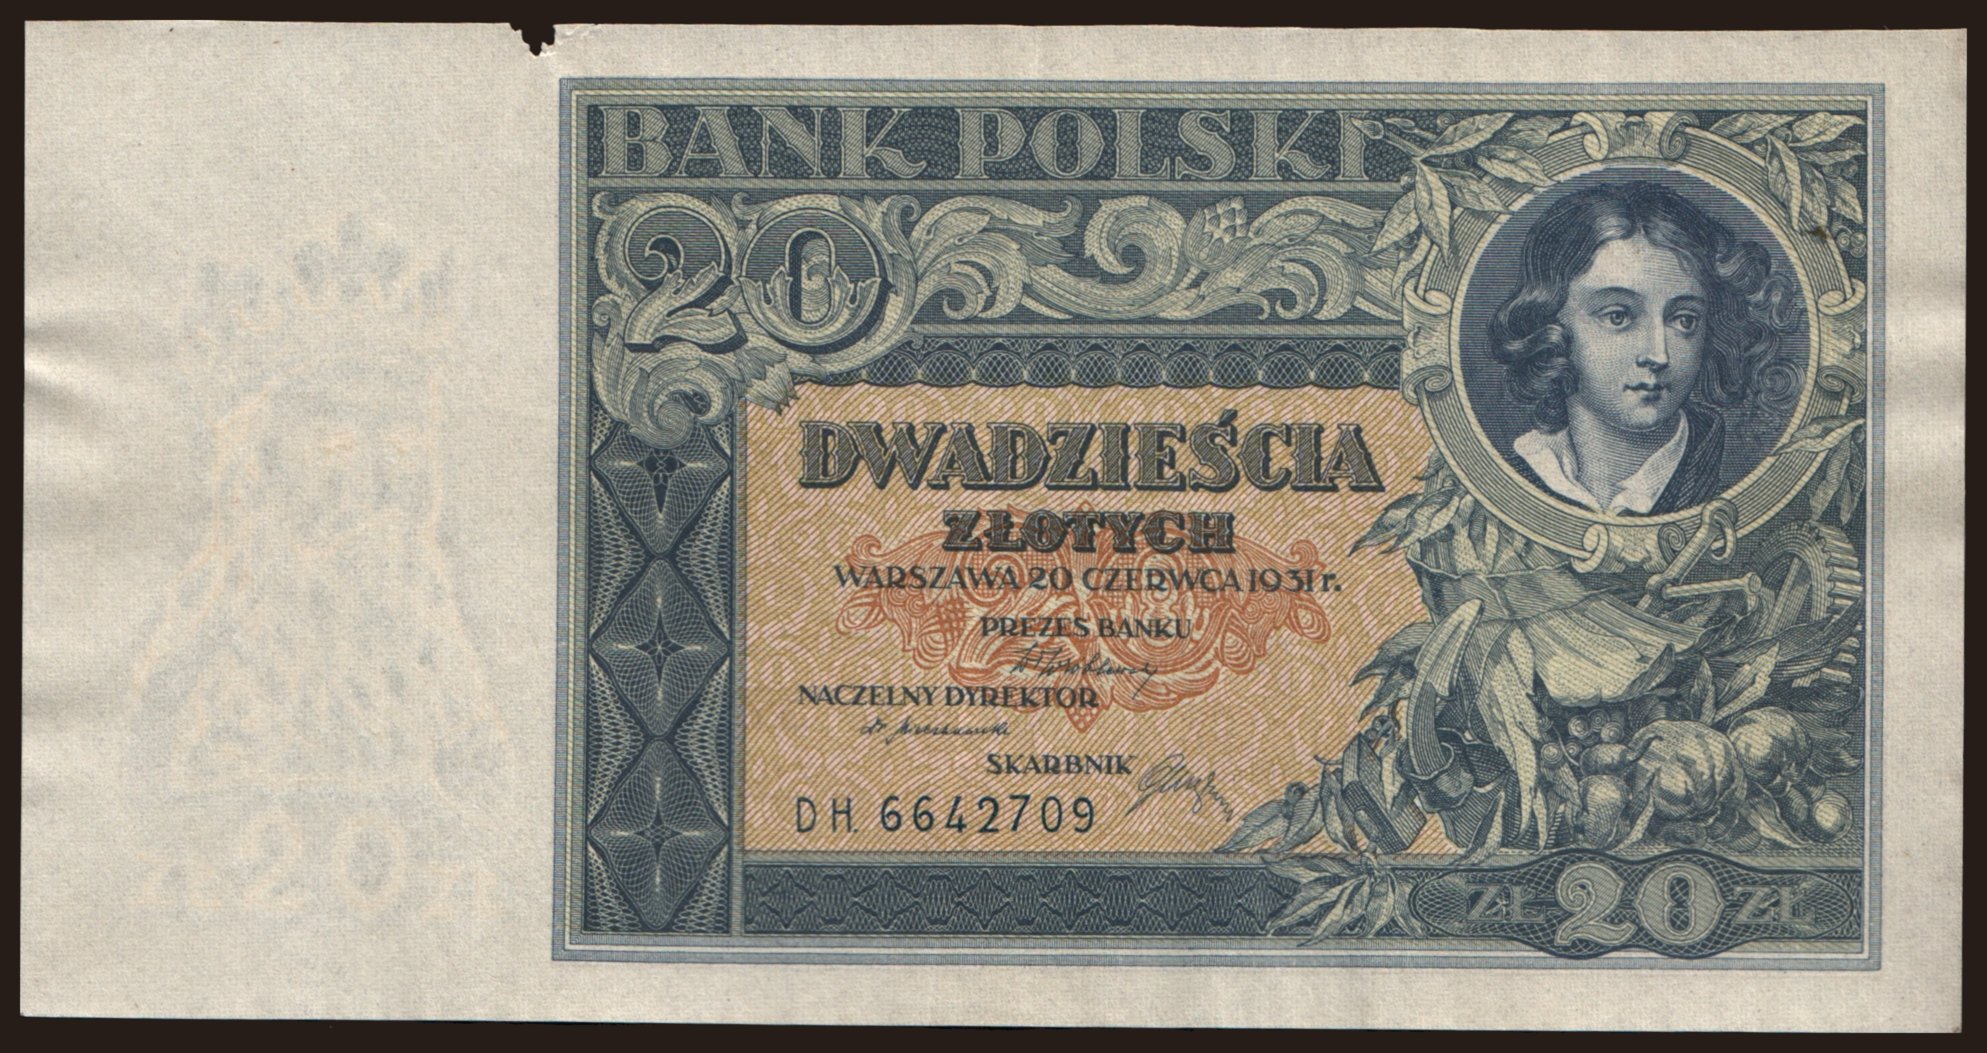 BANK POLSKI
20
DWADZIEŚCIA
ZŁOTYCH
WARSZAWA 20 CZERWCA 1931 r.
PREZES BANKU
NACZELNY DYREKTOR
SKARBNIK
DH. 6642709
ZŁ 20 ZŁ